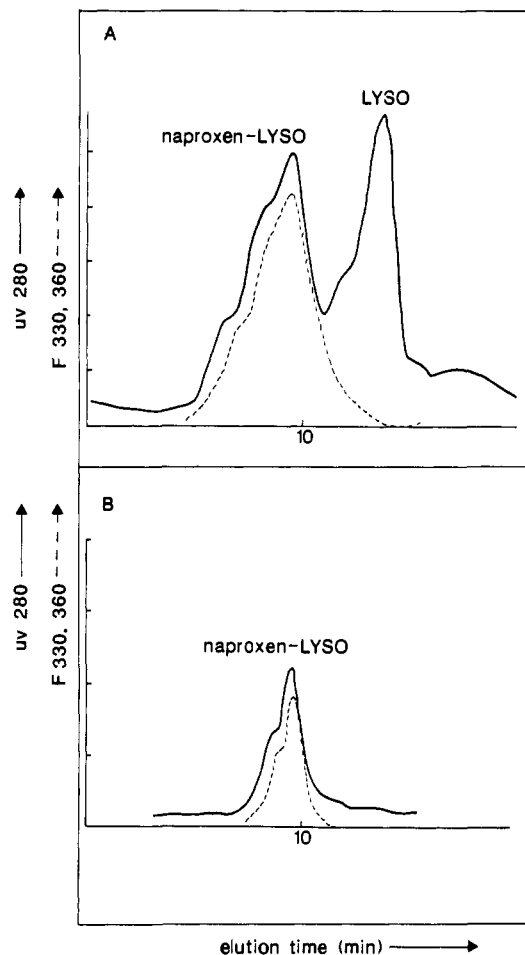 A
LYSO
naproxen-LYSO
uv 280
F 330, 360
10
B
naproxen-LYSO
uv 280
F 330. 360
10
elution time (min)